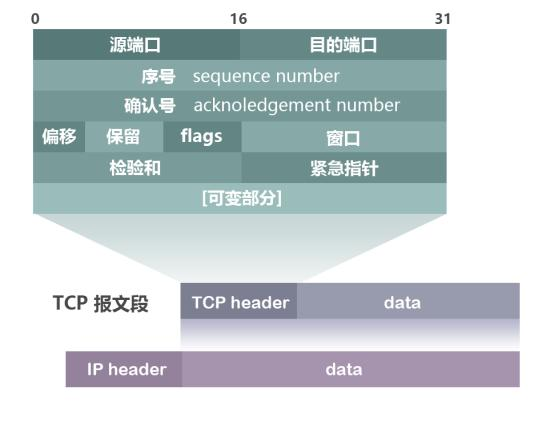 0 16 31
源端口 目的端口
序号 sequence number
确认号 acknoledgement number
偏移 保留 flags 窗口
检验和 紧急指针
[可变部分]
TCP 报文段 TCP header data
IP header data